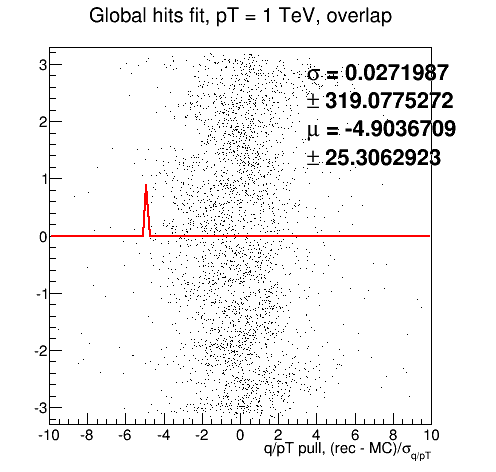 Global hits fit, pT = 1 TeV, overlap
σ = 0.0271987
± 319.0775272
μ = -4.9036709
± 25.3062923
3
2
1
0
-1
-2
-3
-10 -8 -6 -4 -2 0 2 4 6 8 10
q/pT pull, (rec - MC)/σq/pT